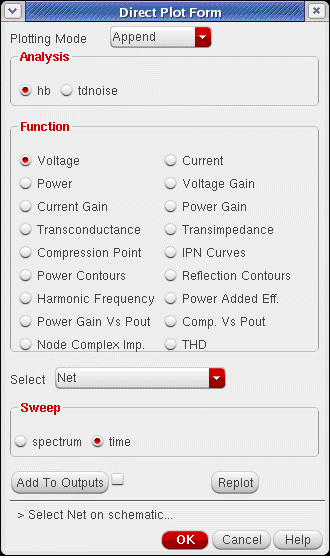 Direct Plot Form
Plotting Mode Append
Analysis
hb tdnoise
Function
Voltage Current
Power Voltage Gain
Current Gain Power Gain
Transconductance Transimpedance
Compression Point IPN Curves
Power Contours Reflection Contours
Harmonic Frequency Power Added Eff.
Power Gain Vs Pout Comp. Vs Pout
Node Complex Imp. THD
Select Net
Sweep
spectrum time
Add To Outputs Replot
> Select Net on schematic...
OK Cancel Help